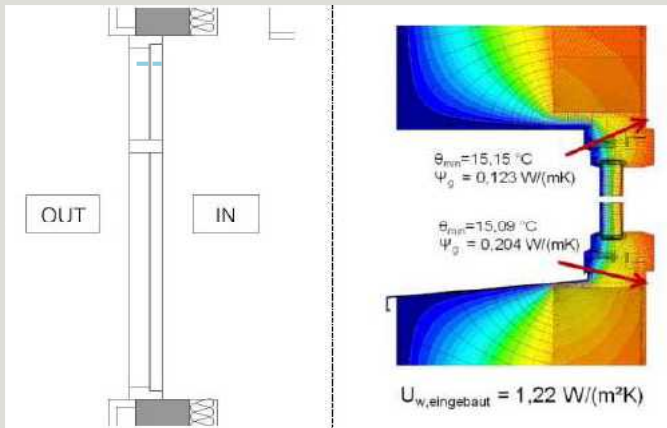 OUT
IN
θmin=15,15 °C
Ψg = 0,123 W/(mK)
θmin=15,09 °C
Ψg = 0,204 W/(mK)
Uw,eingebaut = 1,22 W/(m²K)